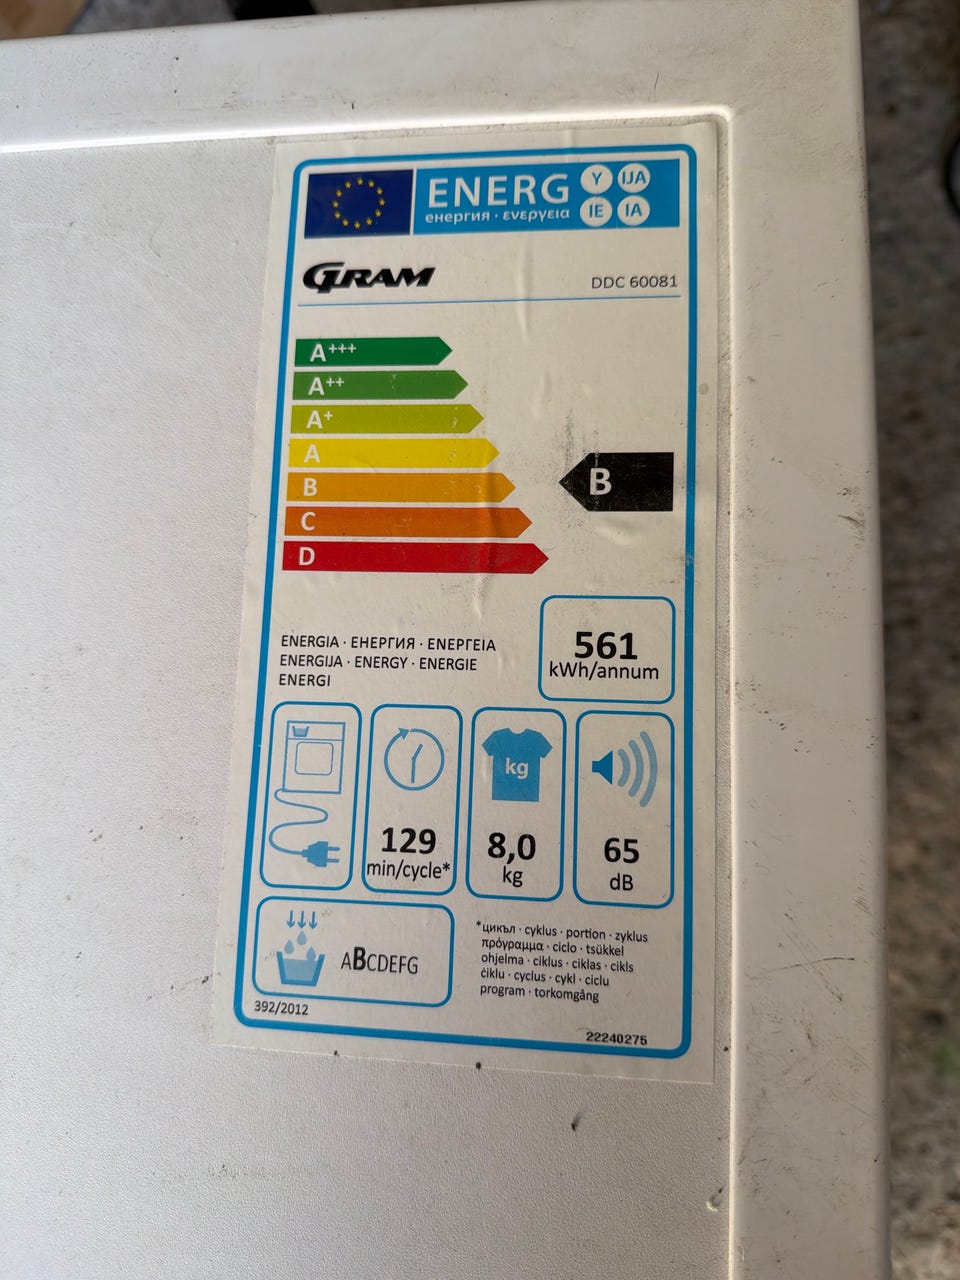 ENERG Y IJA
енергия · ενεργεια IE IA
GRAM
DDC 60081
A+++
A++
A+
A
B
B
C
D
ENERGIA · ЕНЕРГИЯ · ΕΝΕΡΓΕΙΑ
ENERGIJA · ENERGY · ENERGIE
ENERGI
561
kWh/annum
129
min/cycle*
kg
8,0
kg
65
dB
ABCDEFG
*цикъл · cyklus · portion · zyklus
πρόγραμμα · ciclo · tsükkel
ohjelma · ciklus · ciklas · cikls
ċiklu · cyclus · cykl · ciclu
program · torkomgång
392/2012
22240275